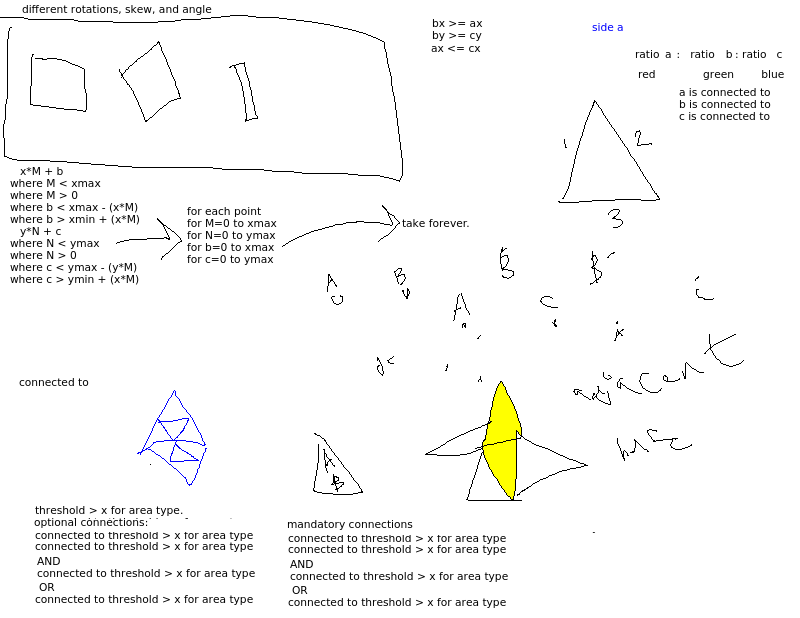 different rotations, skew, and angle
bx >= ax
by >= cy
ax <= cx
side a
ratio a : ratio b : ratio c
red green blue
a is connected to
b is connected to
c is connected to
1
2
3
x*M + b
where M < xmax
where M > 0
where b < xmax - (x*M)
where b > xmin + (x*M)
y*N + c
where N < ymax
where N > 0
where c < ymax - (y*M)
where c > ymin + (x*M)
for each point
for M=0 to xmax
for N=0 to ymax
for b=0 to xmax
for c=0 to ymax
take forever.
A
B
B
B
A
C
adjacent
connected to
A
B
threshold > x for area type.
optional connections:
connected to threshold > x for area type
connected to threshold > x for area type
AND
connected to threshold > x for area type
OR
connected to threshold > x for area type
mandatory connections
connected to threshold > x for area type
connected to threshold > x for area type
AND
connected to threshold > x for area type
OR
connected to threshold > x for area type